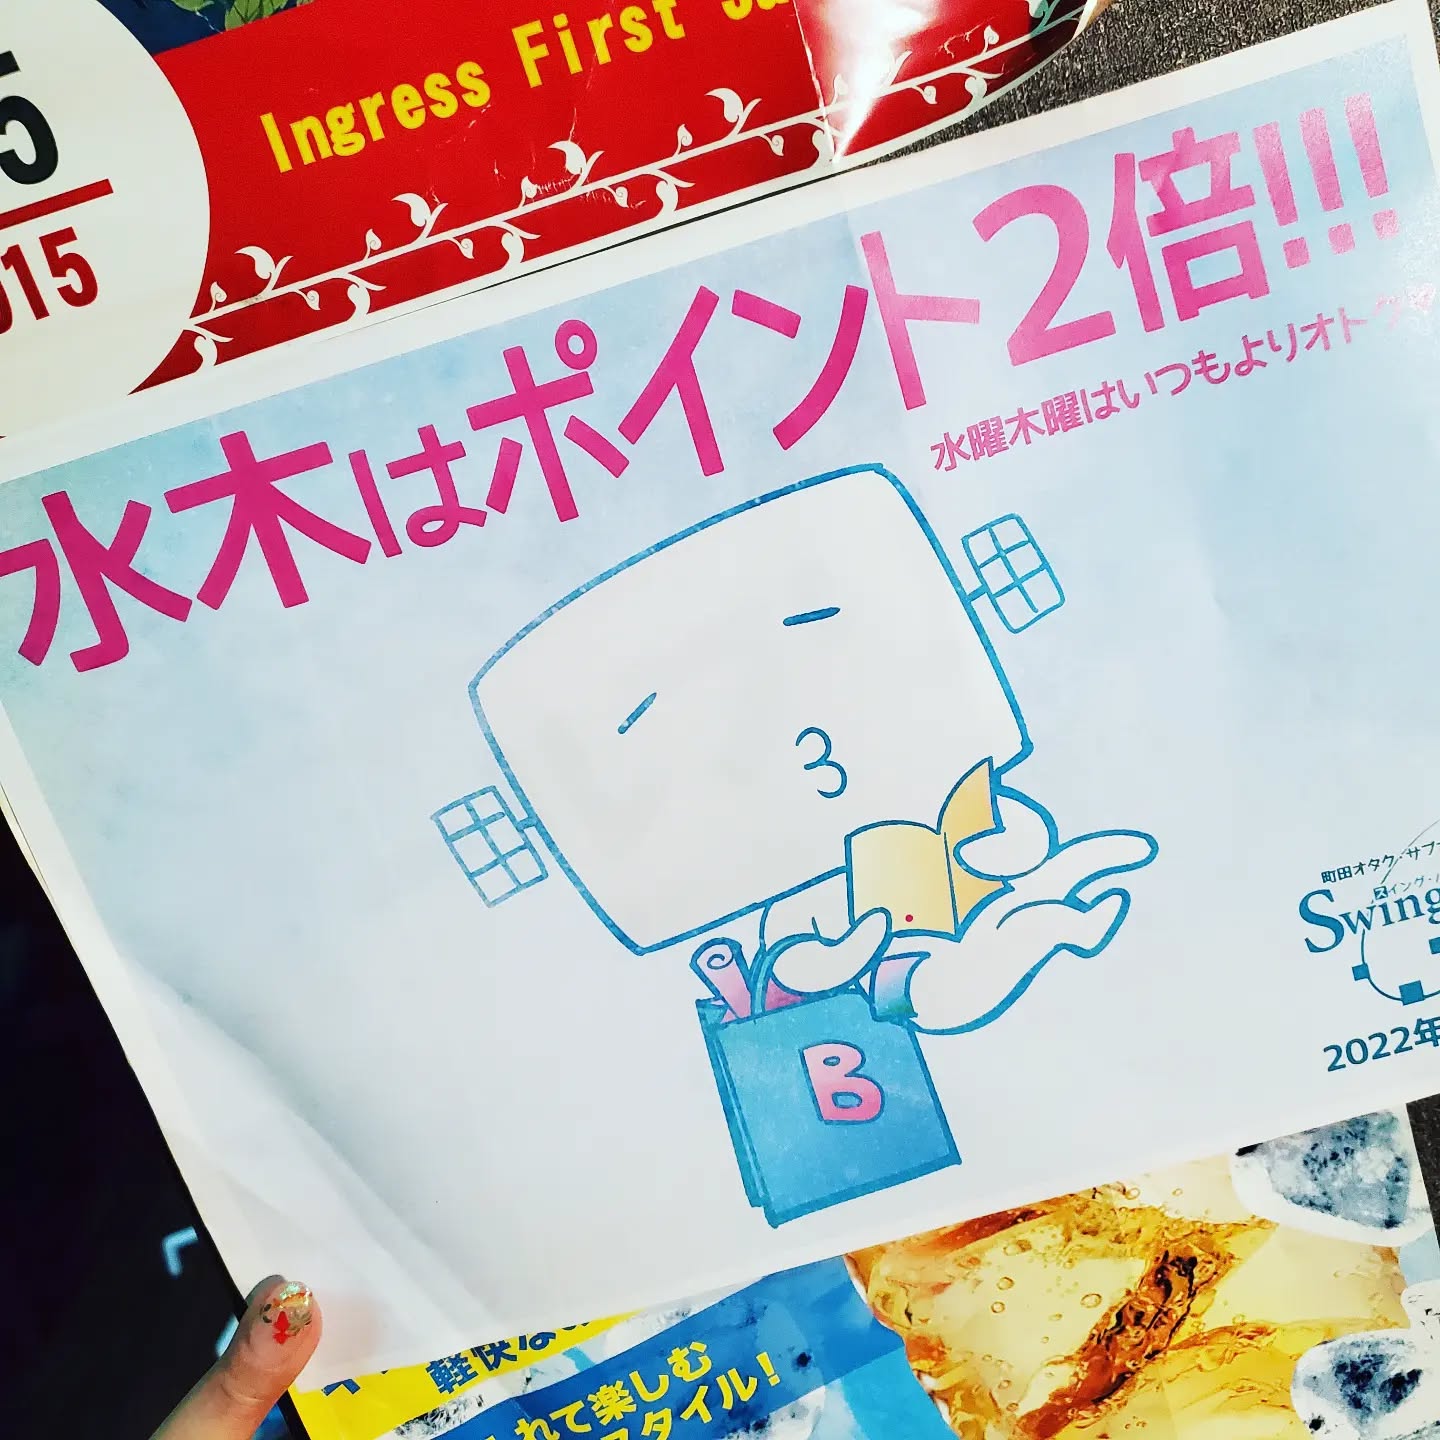 5
015
Ingress First
水木はポイント2倍!!!
水曜木曜はいつもよりオトク
町田オタク・サブ
スイング・
Swing
2022年
B
軽快な
れて楽しむ
スタイル!